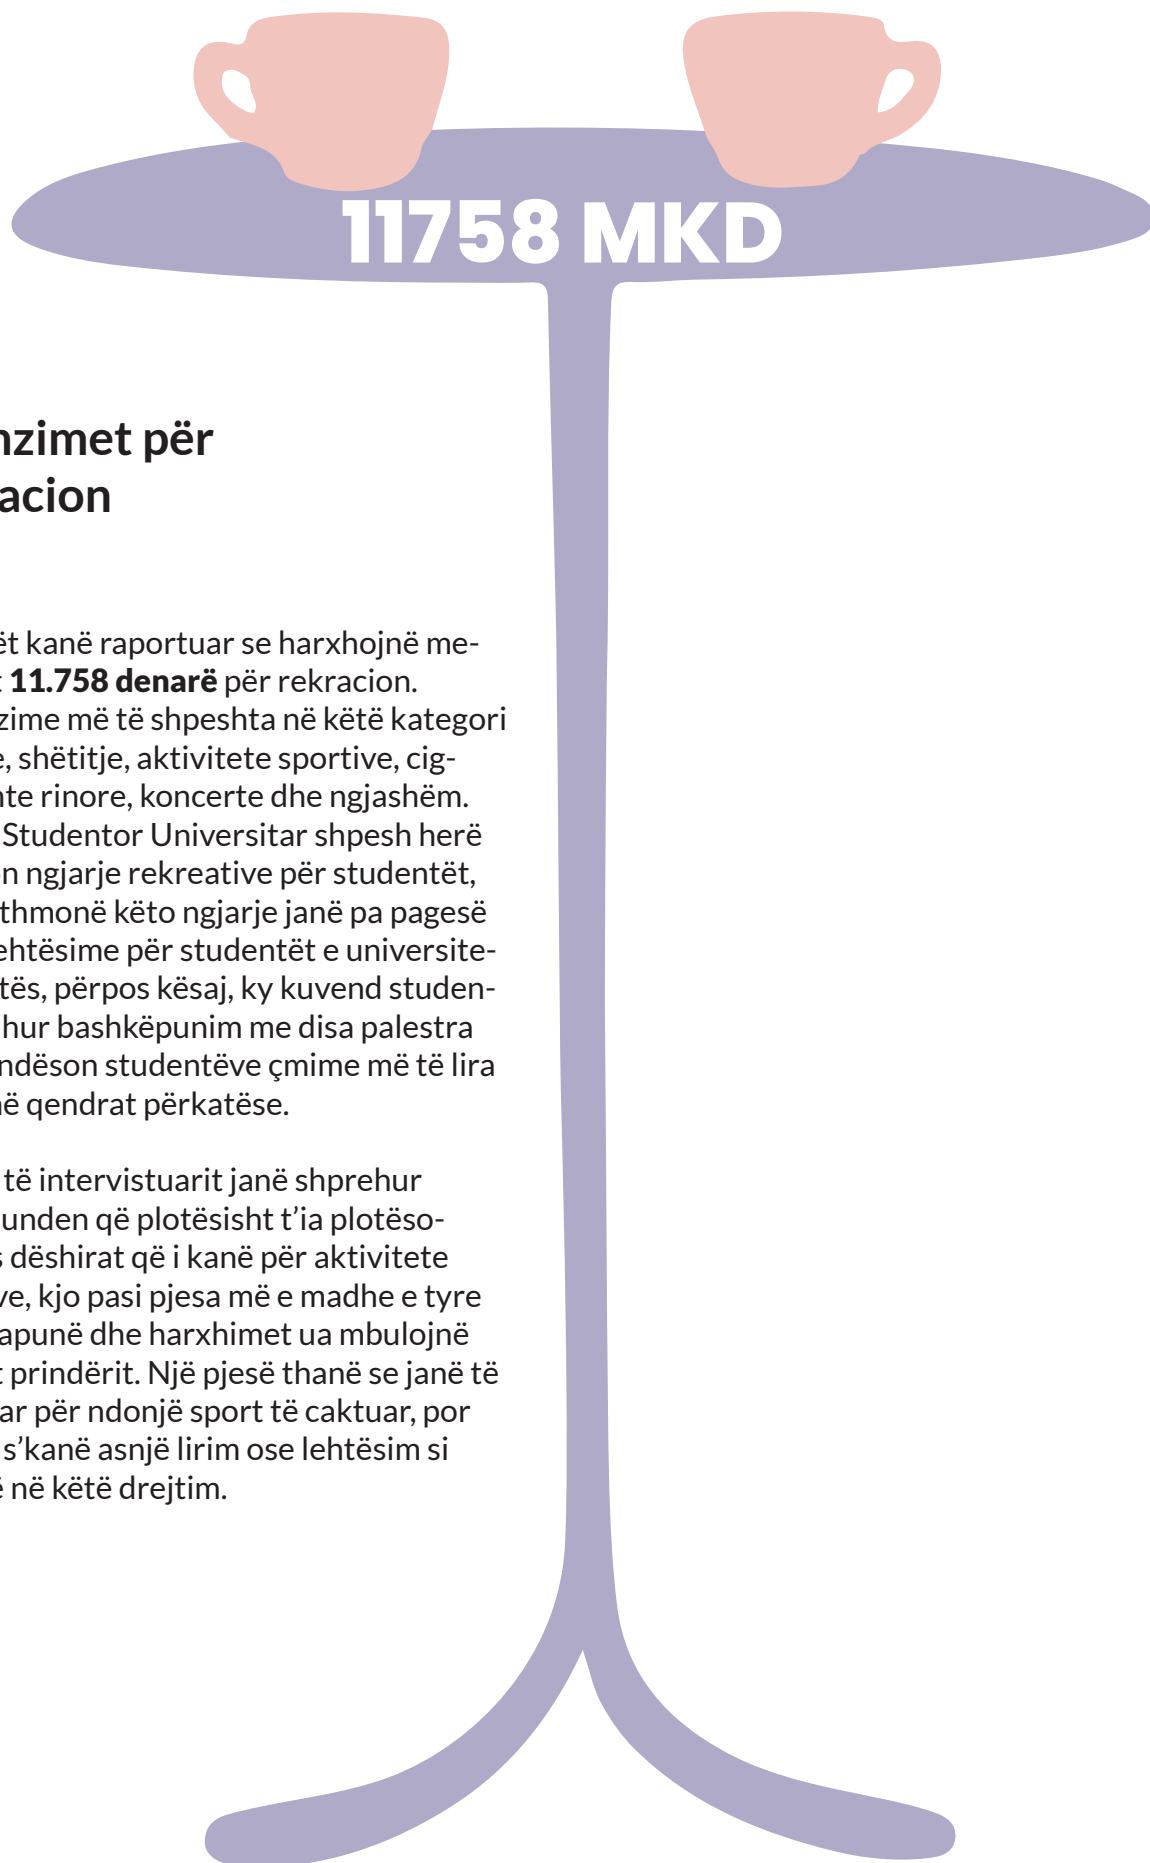 11758 MKD
nzimet për
acion
ët kanë raportuar se harxhojnë me-
11.758 denarë për rekracion.
zime më të shpeshta në këtë kategori
e, shëtitje, aktivitete sportive, cig-
nte rinore, koncerte dhe ngjashëm.
Studentor Universitar shpesh herë
on ngjarje rekreative për studentët,
ithmonë këto ngjarje janë pa pagesë
ehtësime për studentët e universite-
tës, përpos kësaj, ky kuvend studen-
hur bashkëpunim me disa palestra
ndëson studentëve çmime më të lira
në qendrat përkatëse.
të intervistuarit janë shprehur
unden që plotësisht t'ia plotëso-
s dëshirat që i kanë për aktivitete
ve, kjo pasi pjesa më e madhe e tyre
apunë dhe harxhimet ua mbulojnë
t prindërit. Një pjesë thanë se janë të
ar për ndonjë sport të caktuar, por
s'kanë asnjë lirim ose lehtësim si
ë në këtë drejtim.